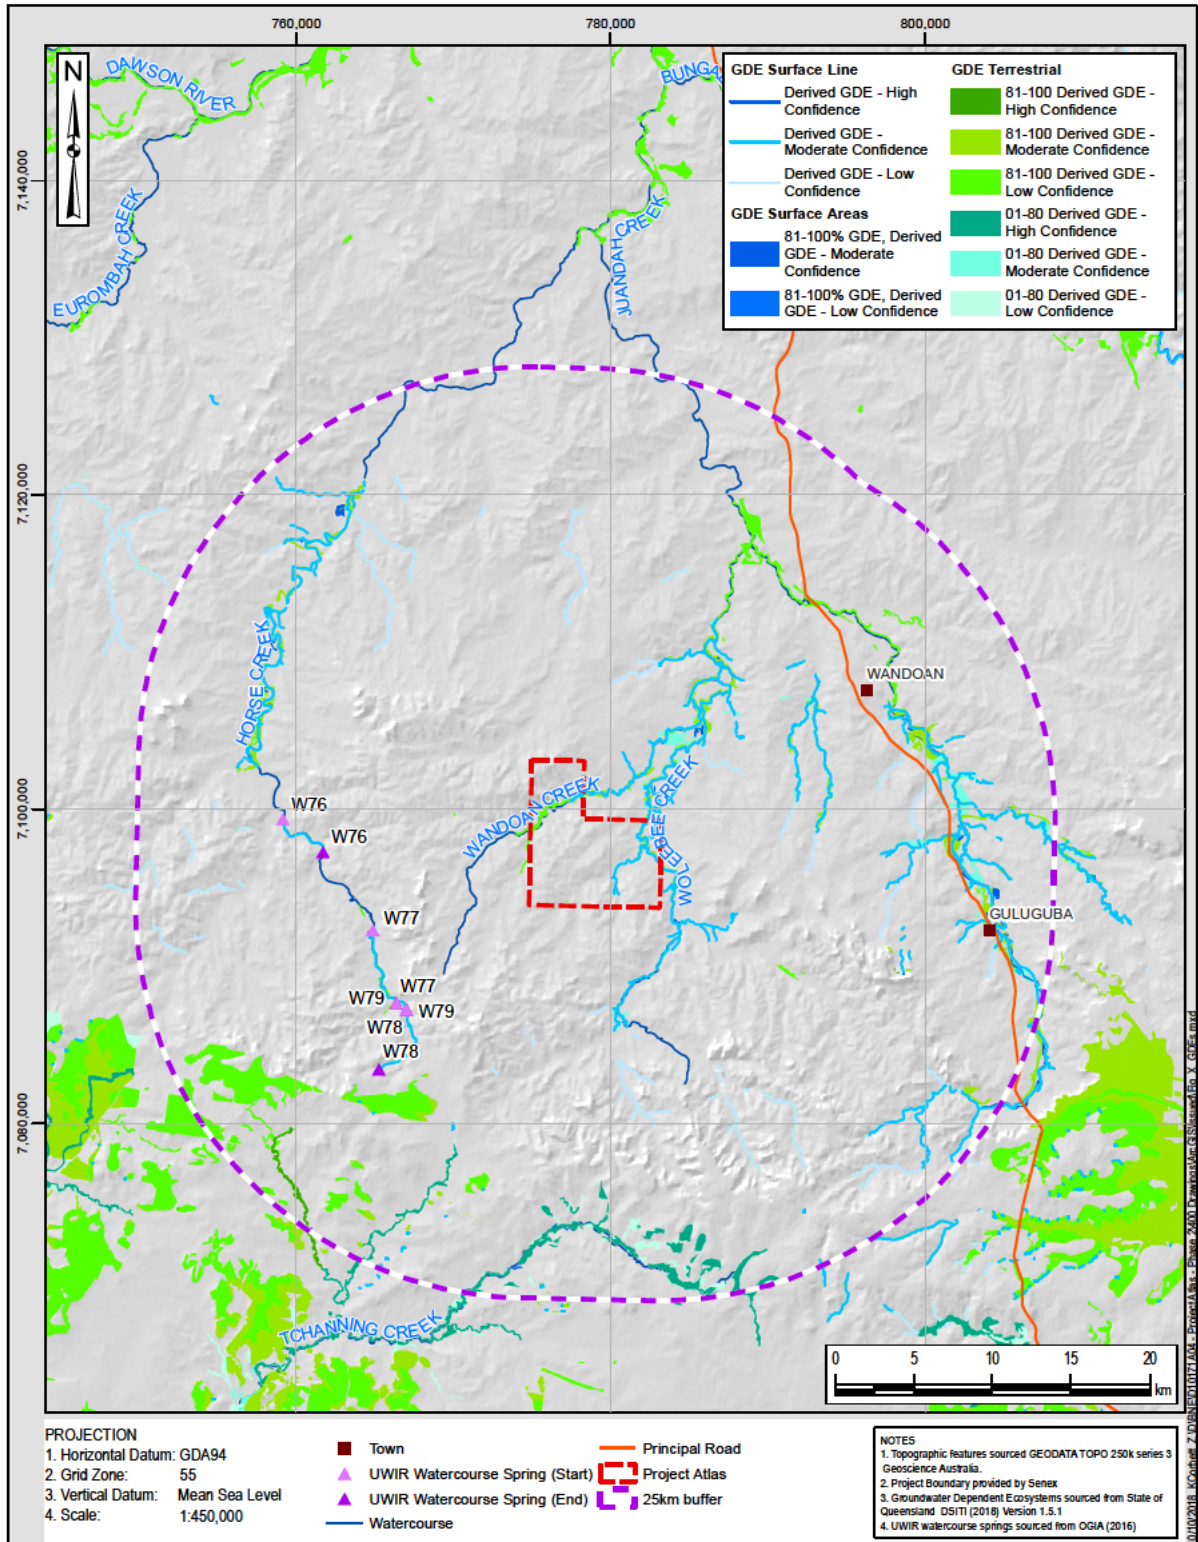 760,000
780,000
800,000
7,140,000
7,120,000
7,100,000
7,080,000
N
DAWSON RIVER
EUROMBAH CREEK
JUANDAH CREEK
HORSE CREEK
WANDOAN CREEK
WOLEEBEE CREEK
TCHANNING CREEK
WANDOAN
GULUGUBA
W76
W76
W77
W77
W79
W79
W78
W78
GDE Surface Line
Derived GDE - High
Confidence
Derived GDE -
Moderate Confidence
Derived GDE - Low
Confidence
GDE Surface Areas
81-100% GDE, Derived
GDE - Moderate
Confidence
81-100% GDE, Derived
GDE - Low Confidence
GDE Terrestrial
81-100 Derived GDE -
High Confidence
81-100 Derived GDE -
Moderate Confidence
81-100 Derived GDE -
Low Confidence
01-80 Derived GDE -
High Confidence
01-80 Derived GDE -
Moderate Confidence
01-80 Derived GDE -
Low Confidence
0 5 10 15 20
km
PROJECTION
1. Horizontal Datum: GDA94
2. Grid Zone: 55
3. Vertical Datum: Mean Sea Level
4. Scale: 1:450,000
Town
UWIR Watercourse Spring (Start)
UWIR Watercourse Spring (End)
Watercourse
Principal Road
Project Atlas
25km buffer
NOTES
1. Topographic features sourced GEODATA TOPO 250k series 3
Geoscience Australia.
2. Project Boundary provided by Senex
3. Groundwater Dependent Ecosystems sourced from State of
Queensland DSITI (2018) Version 1.5.1
4. UWIR watercourse springs sourced from OGIA (2016)